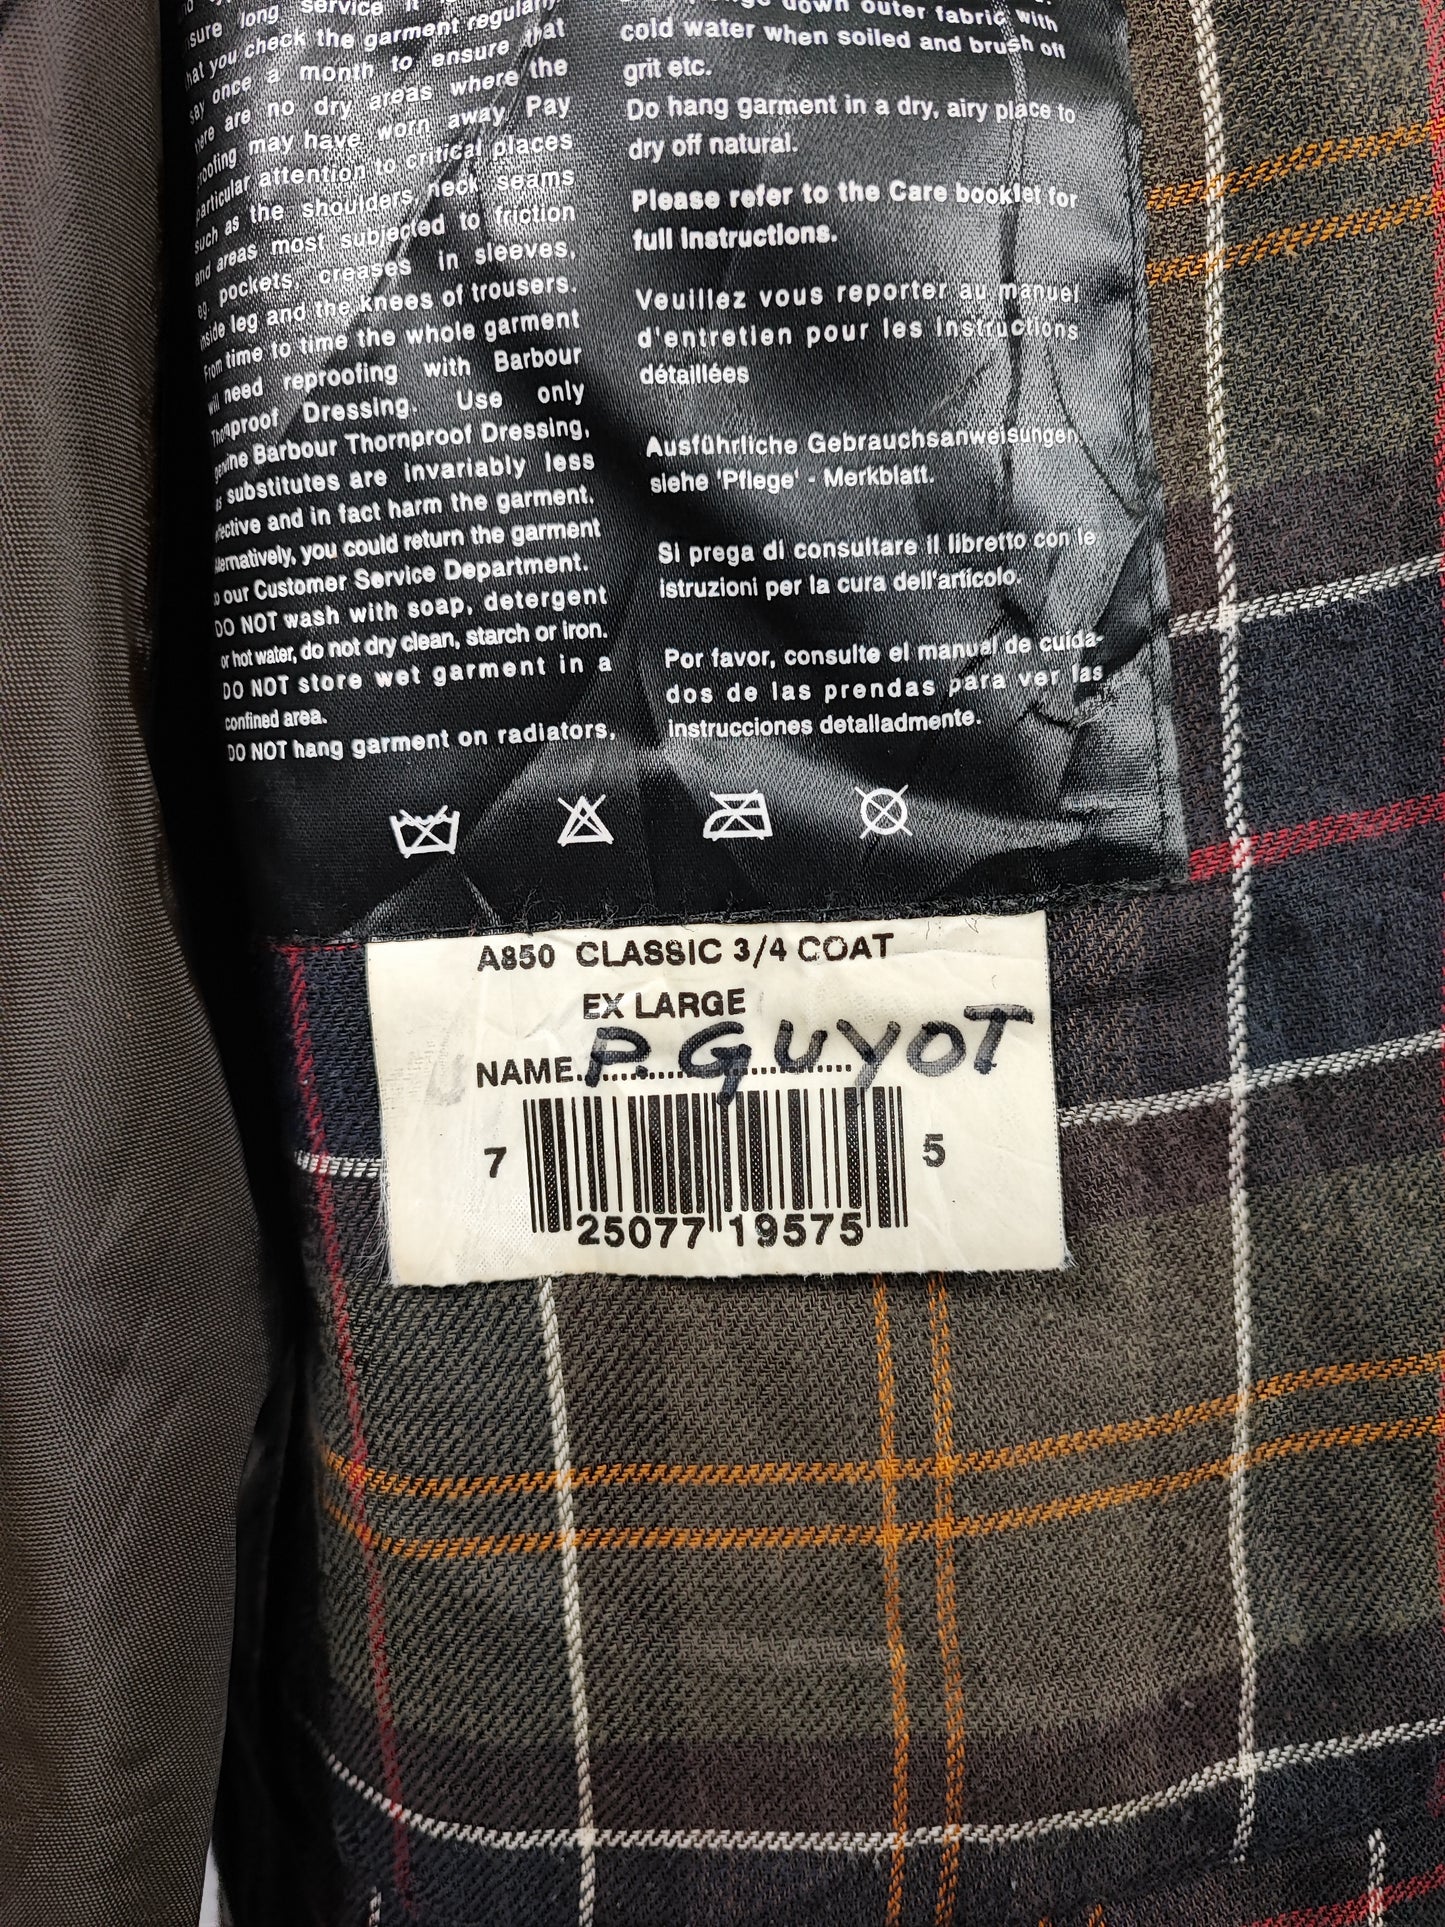 long service it
that you check the garment regularly
say once a month to ensure that
there are no dry areas where the
may have worn away. Pay
particular attention to critical places
such as the shoulders, neck seams
and areas most subjected to friction
eg. pockets, creases in sleeves,
inside leg and the knees of trousers.
From time to time the whole garment
will need reproofing with Barbour
Thornproof Dressing. Use only
genuine Barbour Thornproof Dressing,
as substitutes are invariably less
effective and in fact harm the garment.
Alternatively, you could return the garment
to our Customer Service Department.
DO NOT wash with soap, detergent
or hot water, do not dry clean, starch or iron.
DO NOT store wet garment in a
confined area.
DO NOT hang garment on radiators,
down outer fabric with
cold water when soiled and brush off
grit etc.
Do hang garment in a dry, airy place to
dry off natural.
Please refer to the Care booklet for
full instructions.
Veuillez vous reporter au manuel
d'entretien pour les instructions
détaillées
Ausführliche Gebrauchsanweisungen,
siehe 'Pflege' - Merkblatt.
Si prega di consultare il libretto con le
istruzioni per la cura dell'articolo.
Por favor, consulte el manual de cuida-
dos de las prendas para ver las
instrucciones detalladmente.
A850 CLASSIC 3/4 COAT
EX LARGE
NAME P. GUYOT
7 25077 19575 5